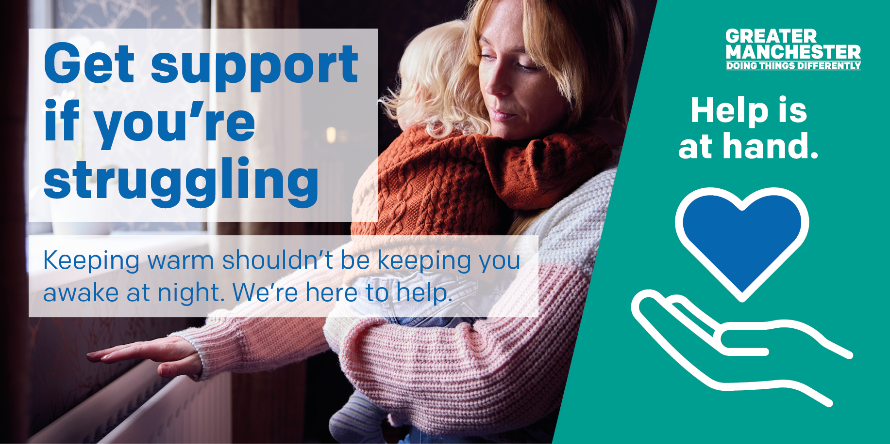 Get support
if you're
struggling
Keeping warm shouldn't be keeping you
awake at night. We're here to help.
GREATER
MANCHESTER
DOING THINGS DIFFERENTLY
Help is
at hand.